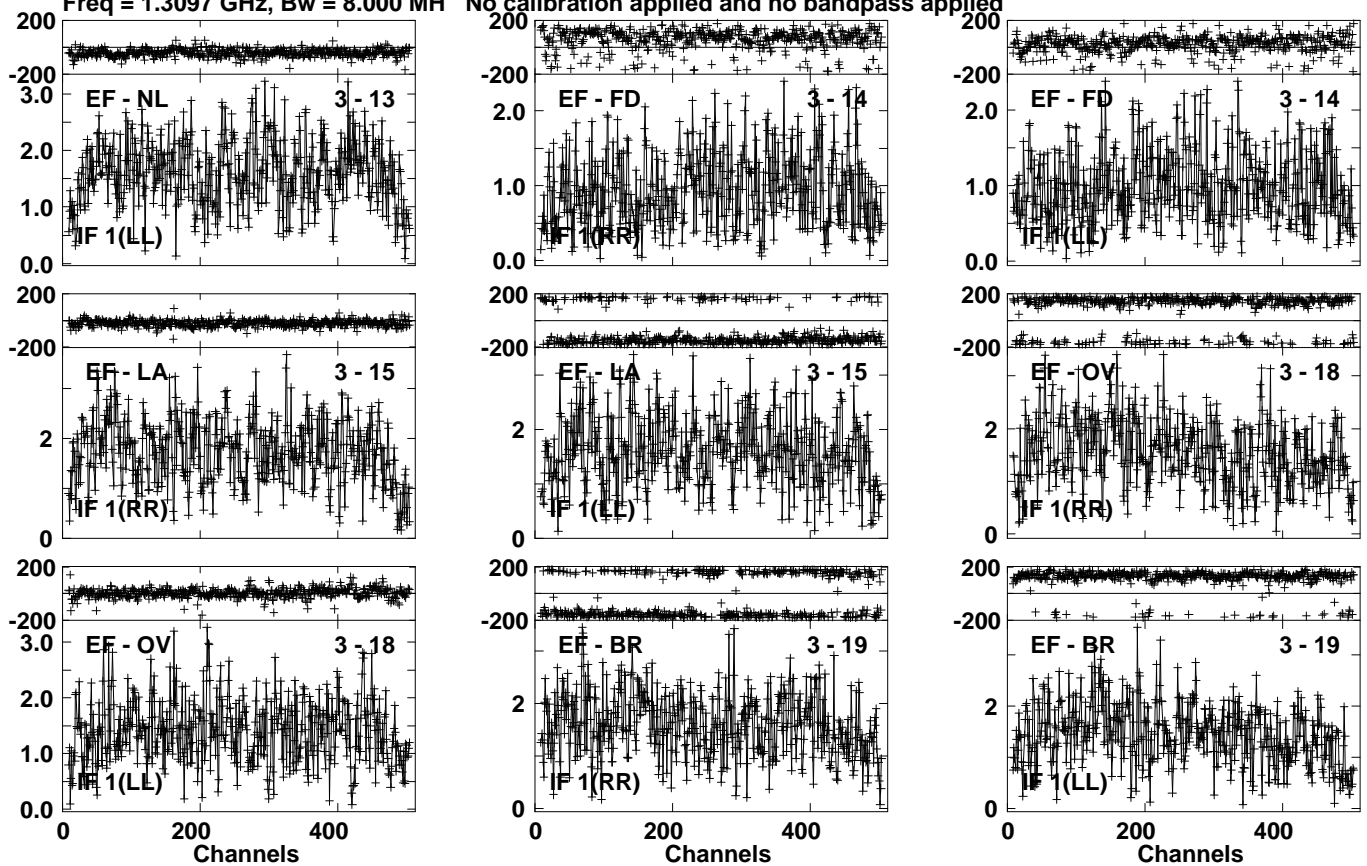 Freq = 1.3097 GHz, Bw = 8.000 MH No calibration applied and no bandpass applied
200
-200
3.0
2.0
1.0
0.0
EF - NL 3 - 13
IF 1(LL)
200
-200
2.0
1.0
0.0
EF - FD 3 - 14
IF 1(RR)
200
-200
2.0
1.0
0.0
EF - FD 3 - 14
IF 1(LL)
200
-200
2
0
EF - LA 3 - 15
IF 1(RR)
200
-200
2
0
EF - LA 3 - 15
IF 1(LL)
200
-200
2
0
EF - OV 3 - 18
IF 1(RR)
200
-200
3.0
2.0
1.0
0.0
EF - OV 3 - 18
IF 1(LL)
0 200 400
Channels
200
-200
2
0
EF - BR 3 - 19
IF 1(RR)
0 200 400
Channels
200
-200
2
0
EF - BR 3 - 19
IF 1(LL)
0 200 400
Channels